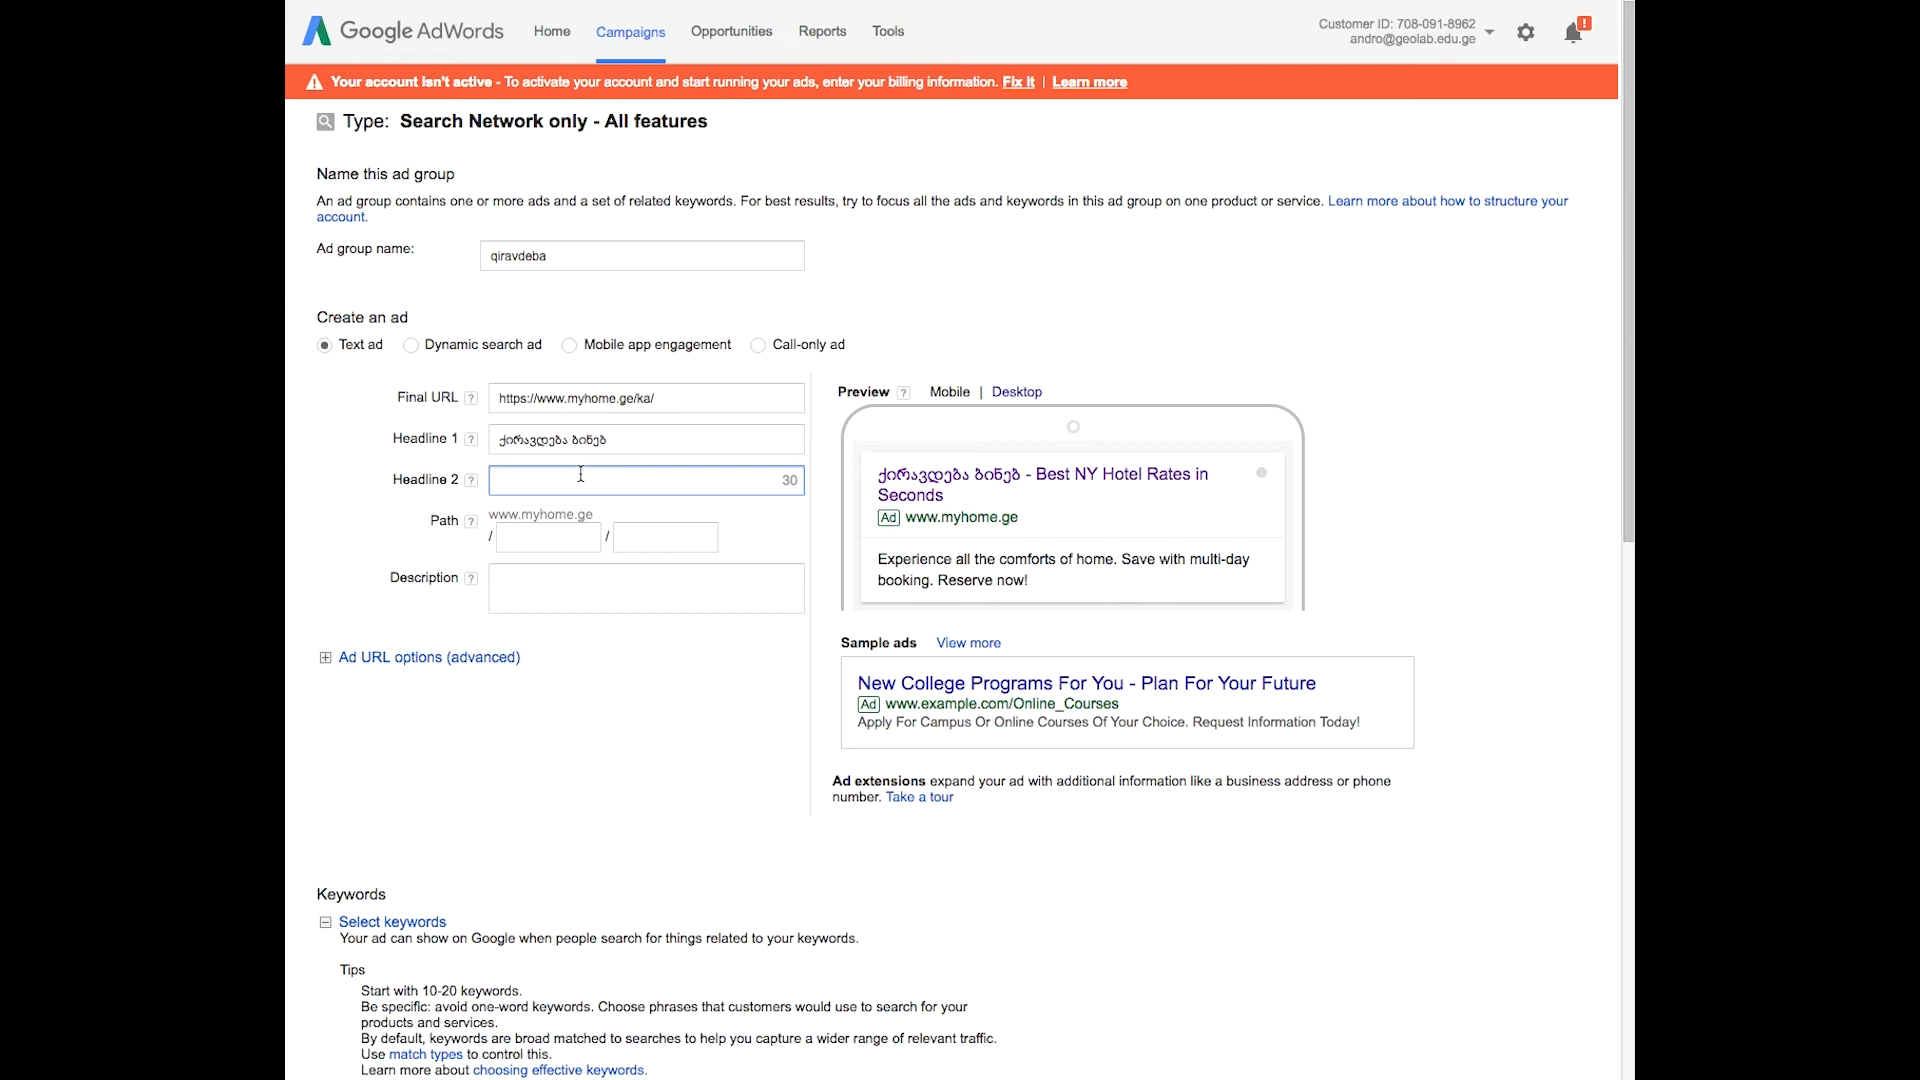 Google AdWords
Home
Campaigns
Opportunities
Reports
Tools
Customer ID: 708-091-8962
andro@geolab.edu.ge
!
Your account isn't active - To activate your account and start running your ads, enter your billing information. Fix it | Learn more
Type: Search Network only - All features
Name this ad group
An ad group contains one or more ads and a set of related keywords. For best results, try to focus all the ads and keywords in this ad group on one product or service. Learn more about how to structure your
account.
Ad group name:
qiravdeba
Create an ad
Text ad
Dynamic search ad
Mobile app engagement
Call-only ad
Final URL ?
https://www.myhome.ge/ka/
Headline 1 ?
ქირავდება ბინებ
Headline 2 ?
30
Path ?
www.myhome.ge
/ /
Description ?
Ad URL options (advanced)
Preview ? Mobile | Desktop
ქირავდება ბინებ - Best NY Hotel Rates in
Seconds
Ad www.myhome.ge
Experience all the comforts of home. Save with multi-day
booking. Reserve now!
Sample ads View more
New College Programs For You - Plan For Your Future
Ad www.example.com/Online_Courses
Apply For Campus Or Online Courses Of Your Choice. Request Information Today!
Ad extensions expand your ad with additional information like a business address or phone
number. Take a tour
Keywords
Select keywords
Your ad can show on Google when people search for things related to your keywords.
Tips
Start with 10-20 keywords.
Be specific: avoid one-word keywords. Choose phrases that customers would use to search for your
products and services.
By default, keywords are broad matched to searches to help you capture a wider range of relevant traffic.
Use match types to control this.
Learn more about choosing effective keywords.